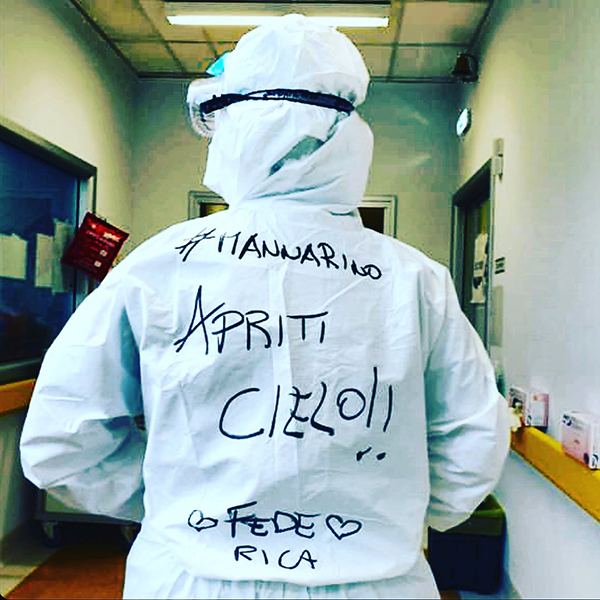 #MANNARINO
APRITI
CIELO!!
♡ FEDE ♡
RICA